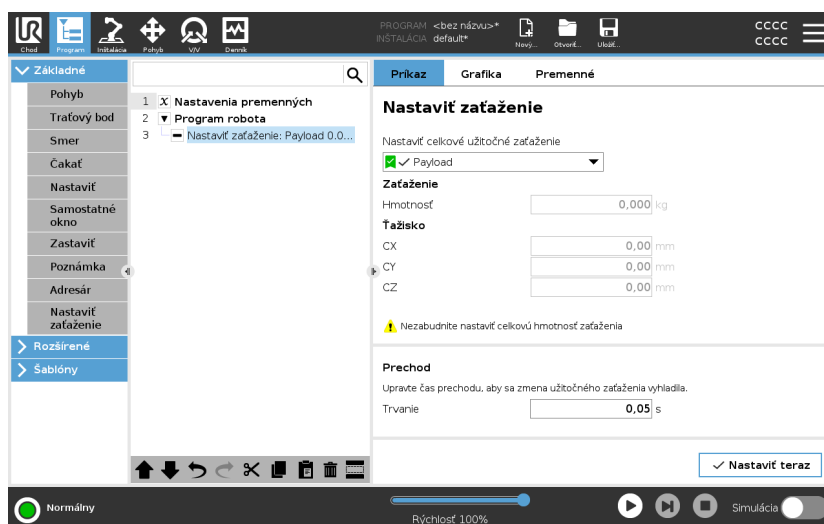 UR
Chod
Program
Inštalácia
Pohyb
V/V
Denník
PROGRAM <bez názvu>*
INŠTALÁCIA default*
Nový...
Otvoriť...
Uložiť...
CCCC
CCCC
Základné
Pohyb
Traťový bod
Smer
Čakať
Nastaviť
Samostatné
okno
Zastaviť
Poznámka
Adresár
Nastaviť
zaťaženie
Rozšírené
Šablóny
1 X Nastavenia premenných
2 Program robota
3 Nastaviť zaťaženie: Payload 0.0...
Príkaz Grafika Premenné
Nastaviť zaťaženie
Nastaviť celkové užitočné zaťaženie
Payload
Zaťaženie
Hmotnosť 0,000 kg
Ťažisko
CX 0,00 mm
CY 0,00 mm
CZ 0,00 mm
Nezabudnite nastaviť celkovú hmotnosť zaťaženia
Prechod
Upravte čas prechodu, aby sa zmena užitočného zaťaženia vyhladila.
Trvanie 0,05 s
Nastaviť teraz
Normálny
Rýchlosť 100%
Simulácia